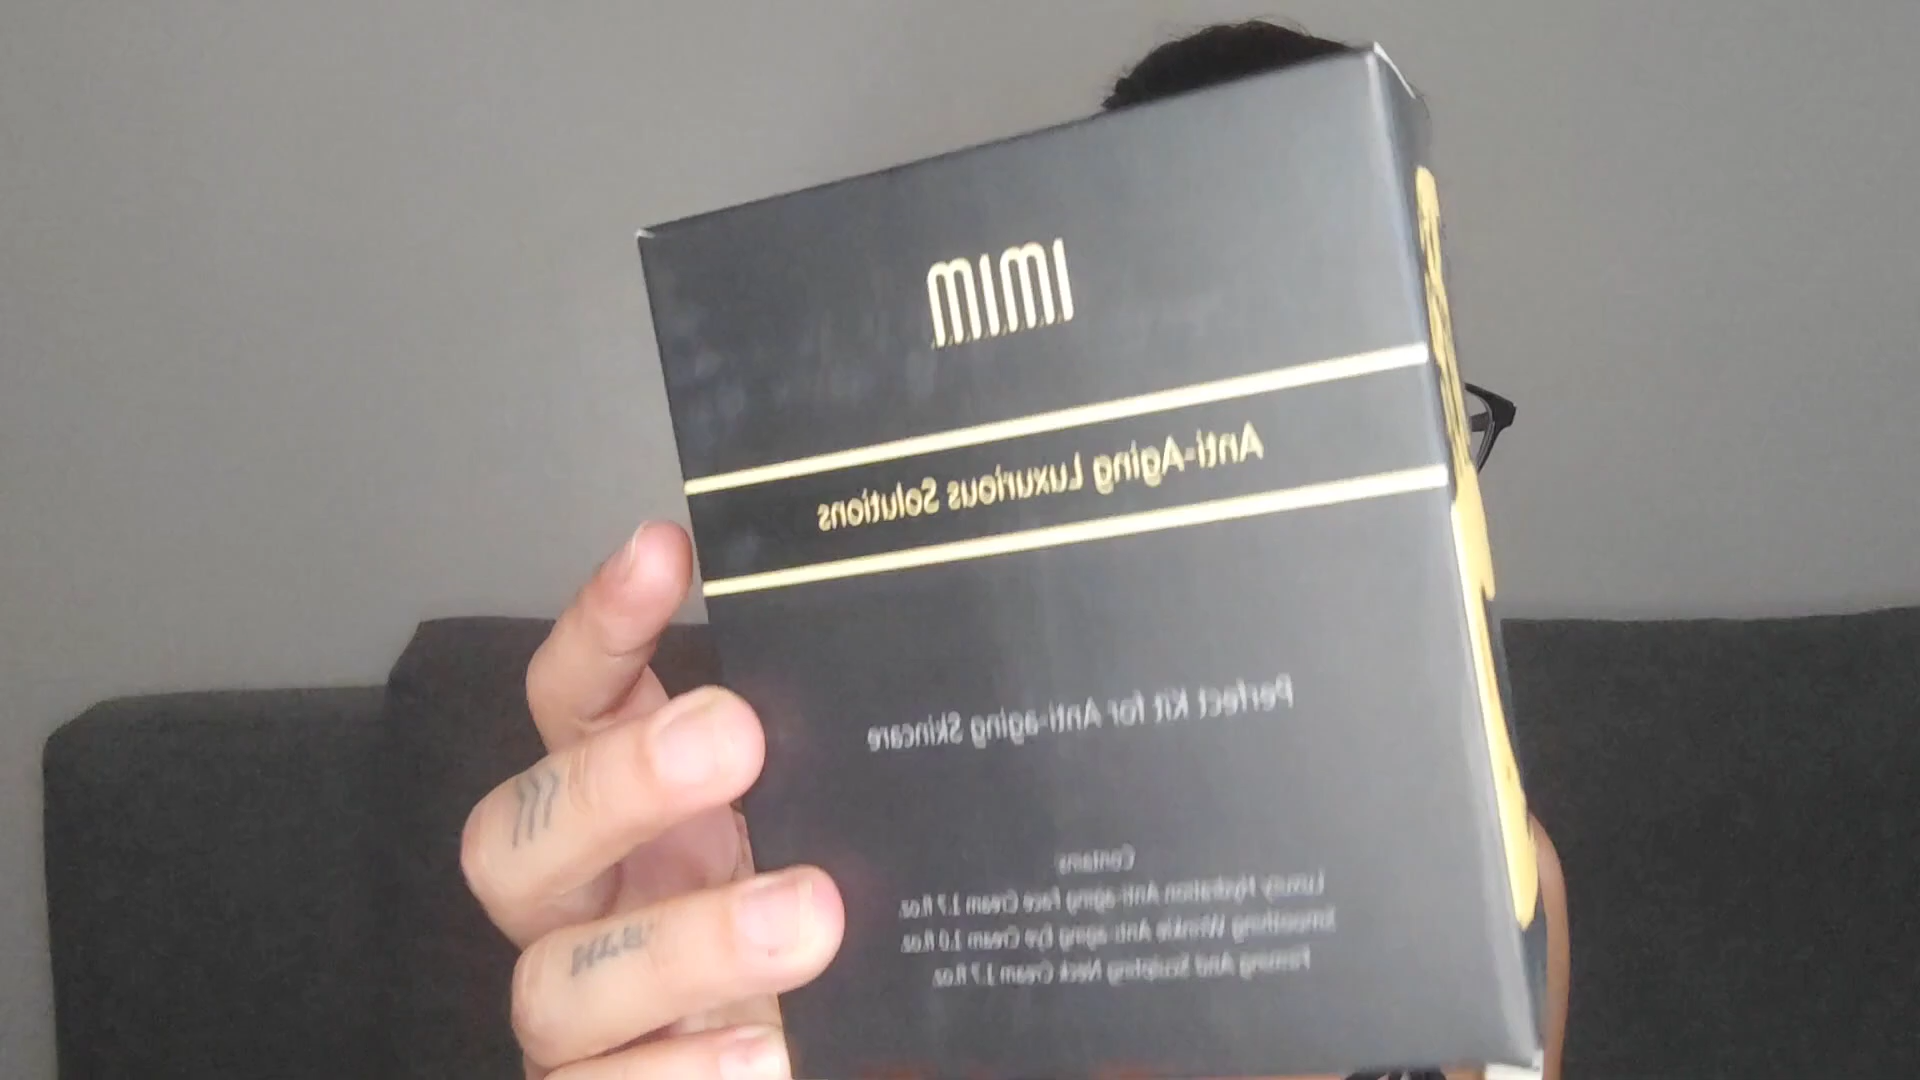 IMIM
Anti-Aging Luxurious Solutions
Perfect Kit for Anti-aging Skincare
Contains
Luxury Hydration Anti-aging Face Cream 1.7 fl.oz.
Smoothing Wrinkle Anti-aging Eye Cream 1.0 fl.oz.
Firming And Sculpting Neck Cream 1.7 fl.oz.